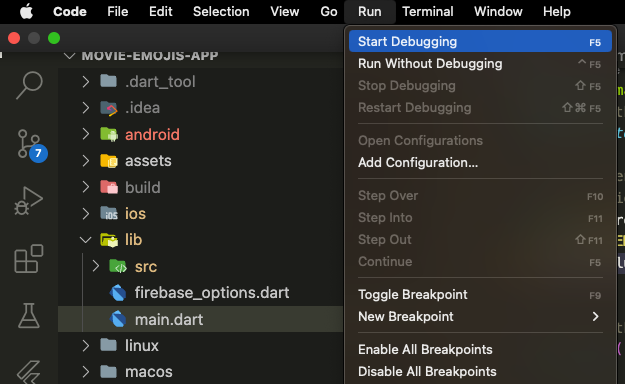 Code File Edit Selection View Go Run Terminal Window Help
MOVIE-EMOJIS-APP
.dart_tool
.idea
android
assets
build
ios
lib
src
firebase_options.dart
main.dart
linux
macos
7
Start Debugging F5
Run Without Debugging ^ F5
Stop Debugging ⇧ F5
Restart Debugging ⇧⌘ F5
Open Configurations
Add Configuration...
Step Over F10
Step Into F11
Step Out ⇧ F11
Continue F5
Toggle Breakpoint F9
New Breakpoint
Enable All Breakpoints
Disable All Breakpoints